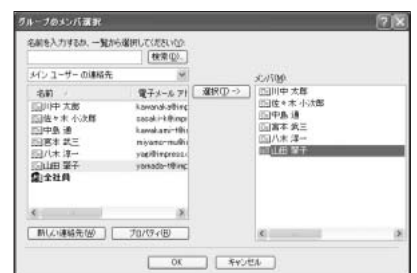 グループのメンバ選択
名前を入力するか、一覧から選択してください(Y):
検索(D)...
メイン ユーザー の連絡先
メンバ(M):
名前
電子メール ア
選択(T) ->
川中 太郎
佐々木 小次郎
中島 通
宮本 武三
八木 淳一
山田 翠子
全社員
川中 太郎
佐々木 小次郎
中島 通
宮本 武三
八木 淳一
山田 翠子
新しい連絡先(W)
プロパティ(R)
OK
キャンセル